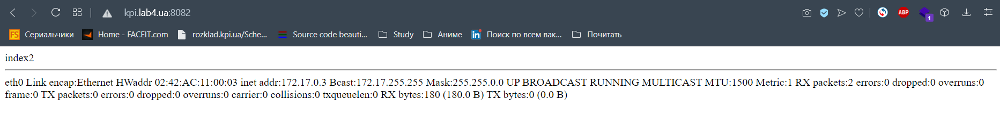 kpi.lab4.ua:8082
ABP
1
FS Сериальчики Home - FACEIT.com rozklad.kpi.ua/Sche... Source code beauti... Study Аниме in Поиск по всем вак... Почитать
index2
eth0 Link encap:Ethernet HWaddr 02:42:AC:11:00:03 inet addr:172.17.0.3 Bcast:172.17.255.255 Mask:255.255.0.0 UP BROADCAST RUNNING MULTICAST MTU:1500 Metric:1 RX packets:2 errors:0 dropped:0 overruns:0
frame:0 TX packets:0 errors:0 dropped:0 overruns:0 carrier:0 collisions:0 txqueuelen:0 RX bytes:180 (180.0 B) TX bytes:0 (0.0 B)